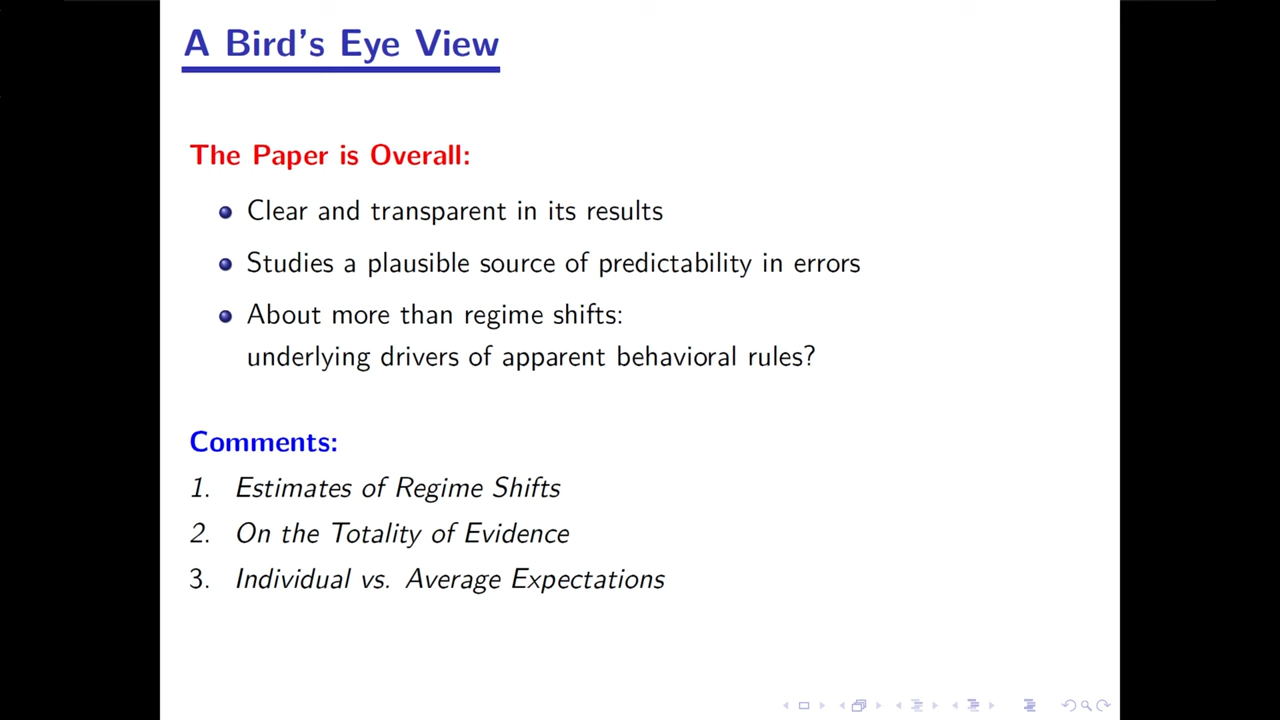 A Bird's Eye View
The Paper is Overall:
Clear and transparent in its results
Studies a plausible source of predictability in errors
About more than regime shifts:
underlying drivers of apparent behavioral rules?
Comments:
1. Estimates of Regime Shifts
2. On the Totality of Evidence
3. Individual vs. Average Expectations